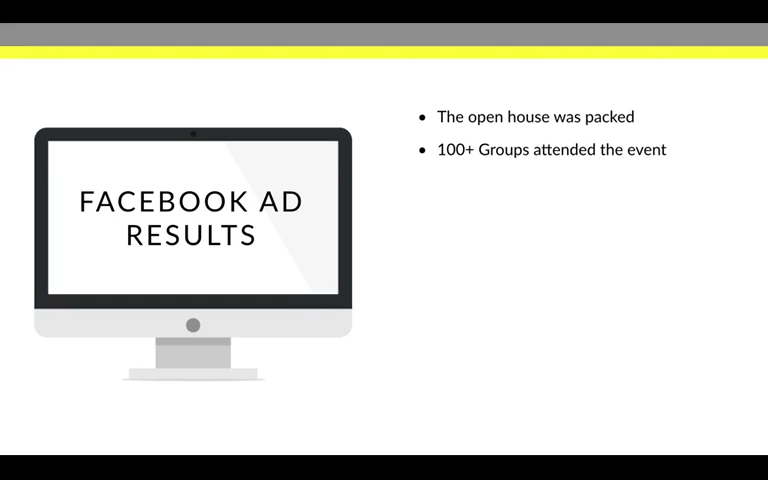 FACEBOOK AD
RESULTS
• The open house was packed
• 100+ Groups attended the event